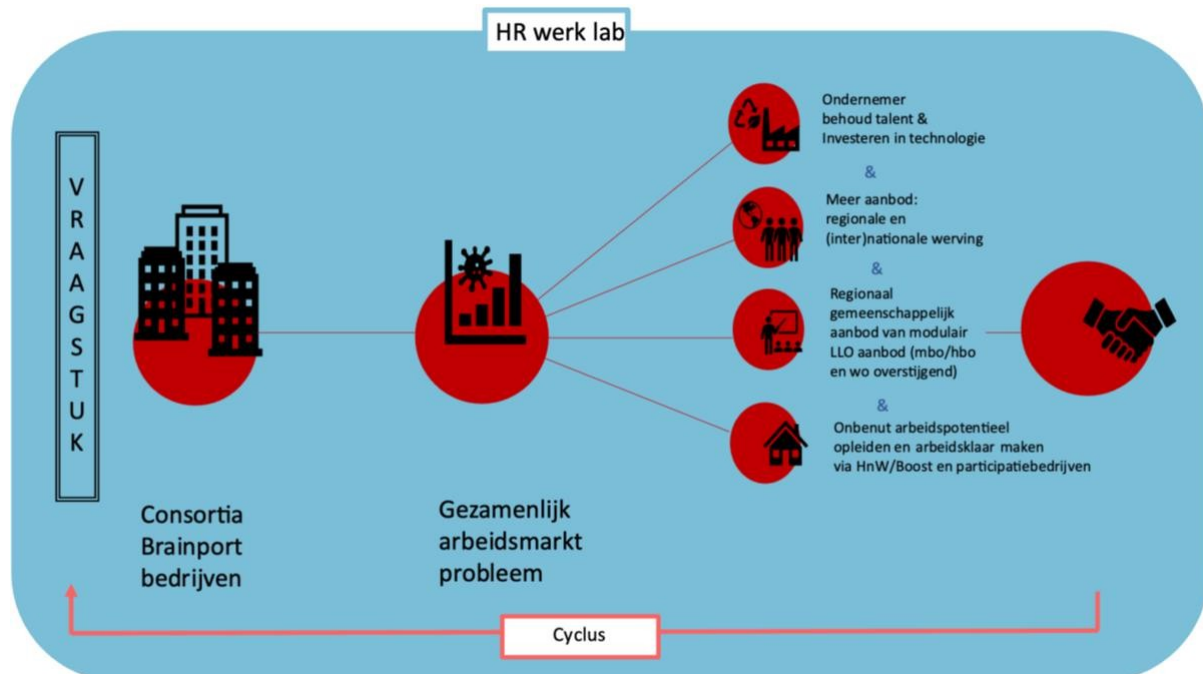 HR werk lab
VRAAGSTUK
Consortia
Brainport
bedrijven
Gezamenlijk
arbeidsmarkt
probleem
Ondernemer
behoud talent &
Investeren in technologie
&
Meer aanbod:
regionale en
(inter)nationale werving
&
Regionaal
gemeenschappelijk
aanbod van modulair
LLO aanbod (mbo/hbo
en wo overstijgend)
&
Onbenut arbeidspotentieel
opleiden en arbeidsklaar maken
via HnW/Boost en participatiebedrijven
Cyclus